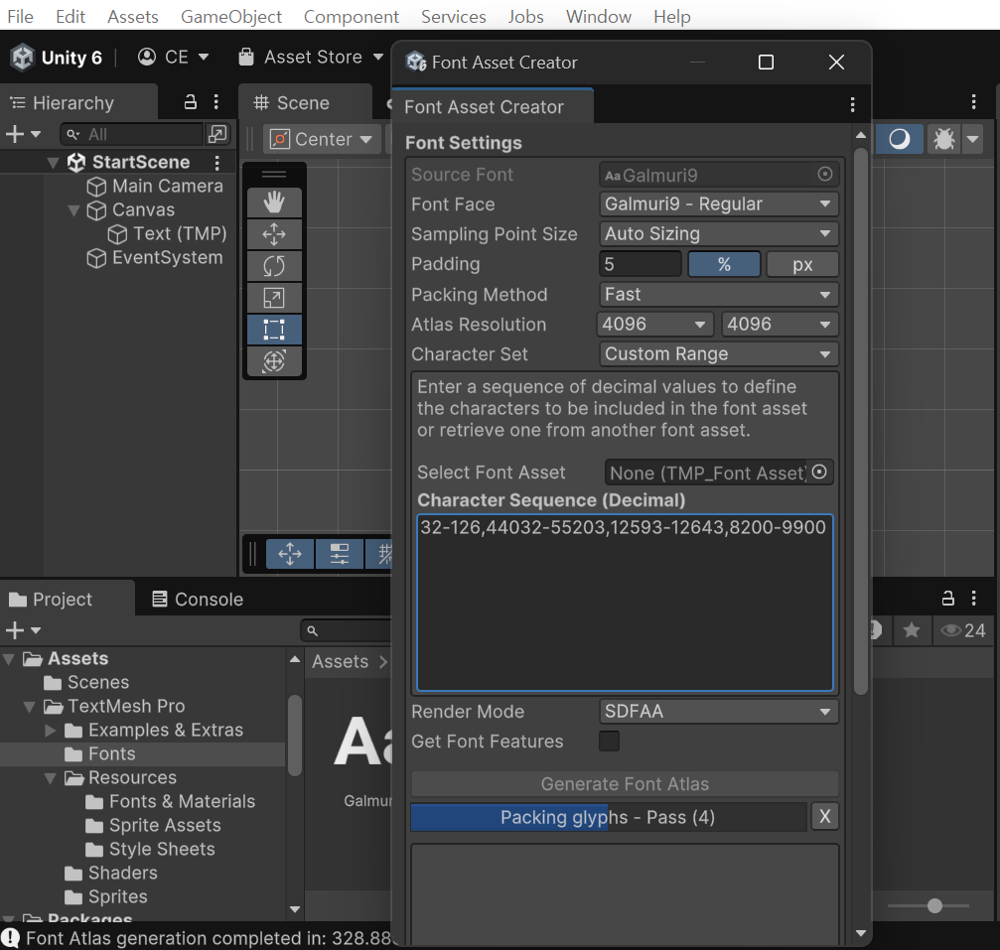 File Edit Assets GameObject Component Services Jobs Window Help
Unity 6 CE Asset Store
Font Asset Creator
Hierarchy
Scene
All
Center
StartScene
Main Camera
Canvas
Text (TMP)
EventSystem
Font Asset Creator
Font Settings
Source Font Aa Galmuri9
Font Face Galmuri9 - Regular
Sampling Point Size Auto Sizing
Padding 5 % px
Packing Method Fast
Atlas Resolution 4096 4096
Character Set Custom Range
Enter a sequence of decimal values to define
the characters to be included in the font asset
or retrieve one from another font asset.
Select Font Asset None (TMP_Font Asset)
Character Sequence (Decimal)
32-126,44032-55203,12593-12643,8200-9900
Render Mode SDFAA
Get Font Features
Generate Font Atlas
Packing glyphs - Pass (4) X
Project Console
24
Assets
Scenes
TextMesh Pro
Examples & Extras
Fonts
Resources
Fonts & Materials
Sprite Assets
Style Sheets
Shaders
Sprites
Packages
Assets >
Aa
Galmur
Font Atlas generation completed in: 328.88